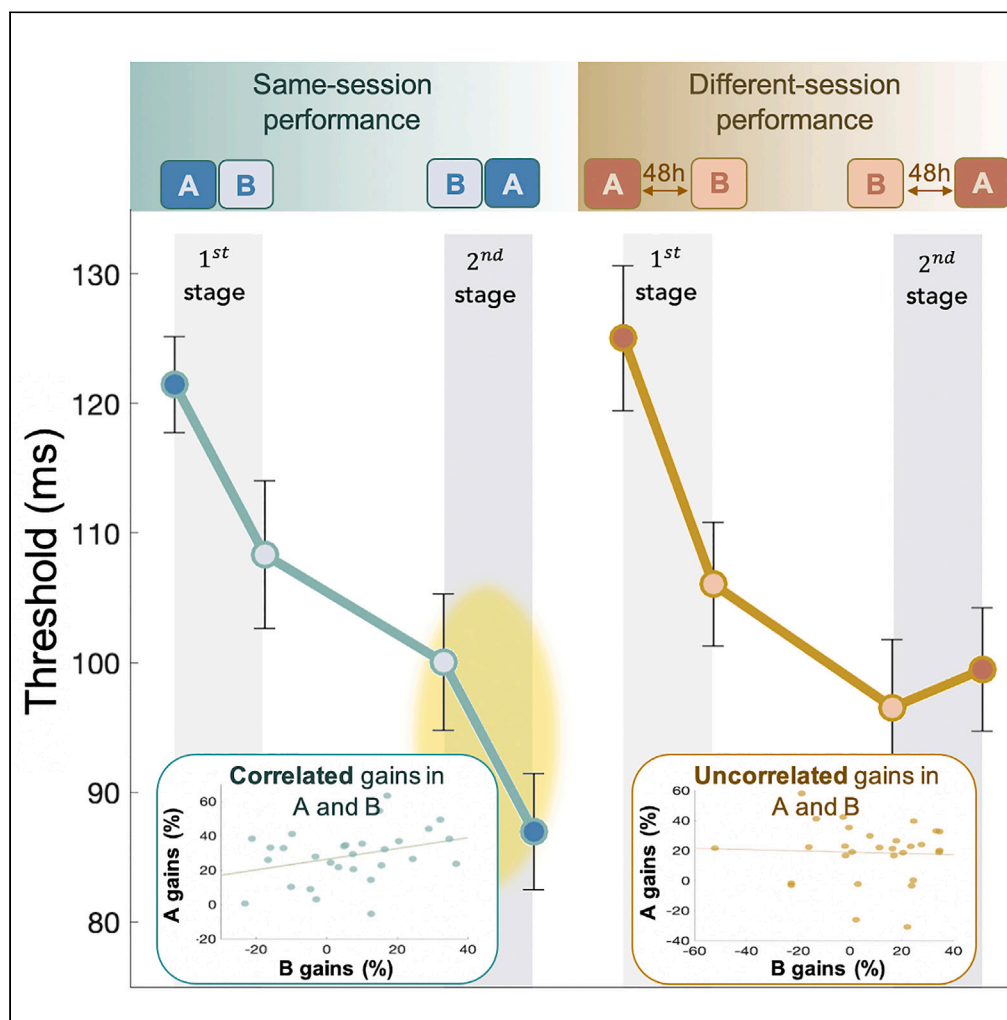 Same-session
performance
Different-session
performance
A
B
B
A
A
48h
B
B
48h
A
1st
stage
2nd
stage
1st
stage
2nd
stage
Threshold (ms)
130
120
110
100
90
80
Correlated gains in
A and B
A gains (%)
60
40
20
0
-20
-20
0
20
40
B gains (%)
Uncorrelated gains in
A and B
A gains (%)
60
40
20
0
-20
-40
-60
-40
-20
0
20
40
B gains (%)